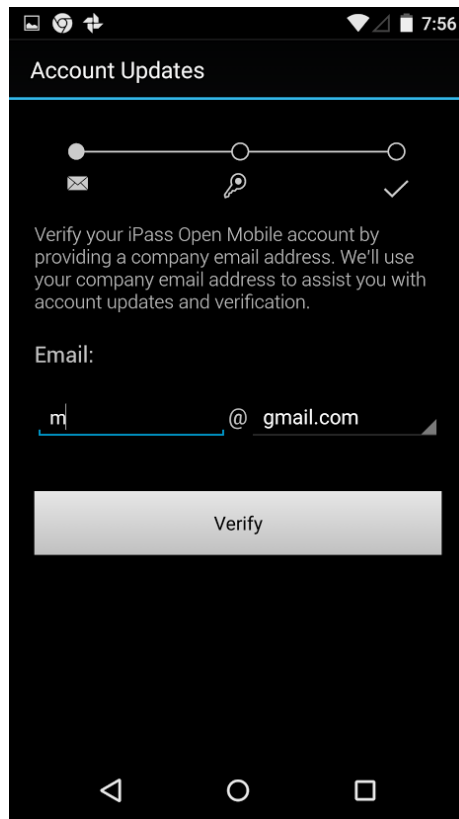 7:56
Account Updates
Verify your iPass Open Mobile account by
providing a company email address. We'll use
your company email address to assist you with
account updates and verification.
Email:
m @ gmail.com
Verify